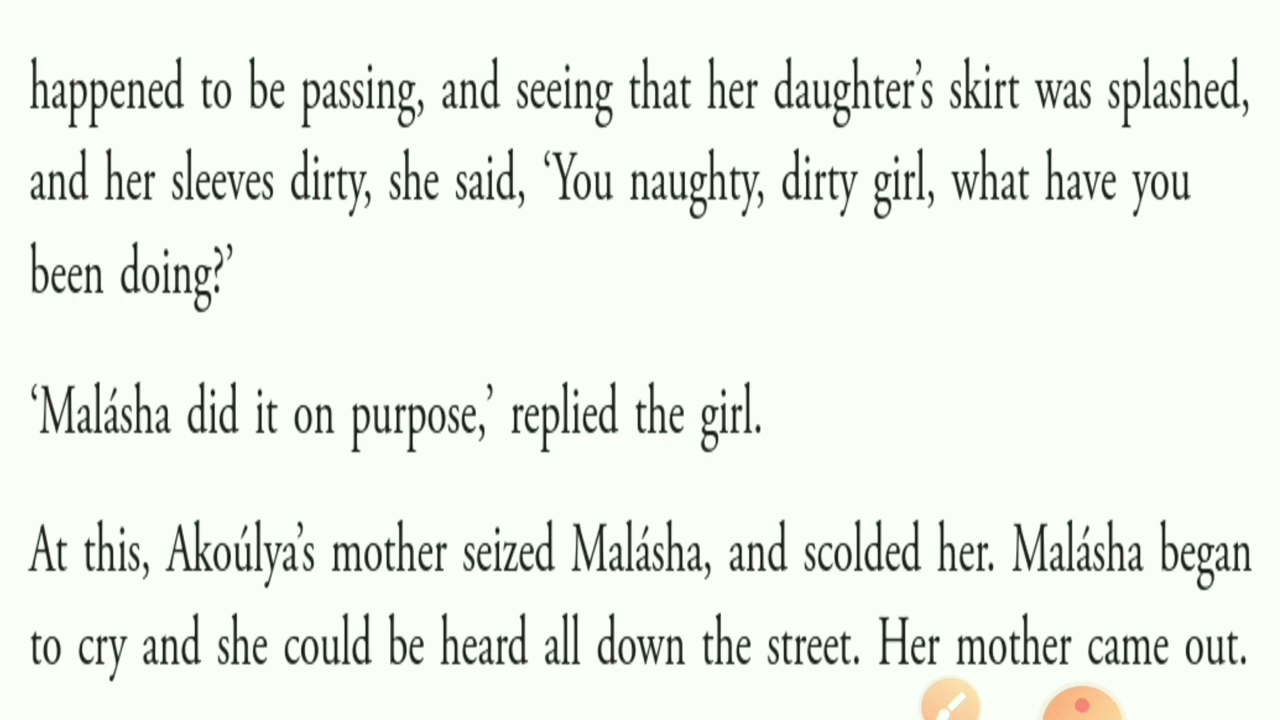 happened to be passing, and seeing that her daughter’s skirt was splashed,
and her sleeves dirty, she said, ‘You naughty, dirty girl, what have you
been doing?’
‘Malásha did it on purpose,’ replied the girl.
At this, Akoúlya’s mother seized Malásha, and scolded her. Malásha began
to cry and she could be heard all down the street. Her mother came out.